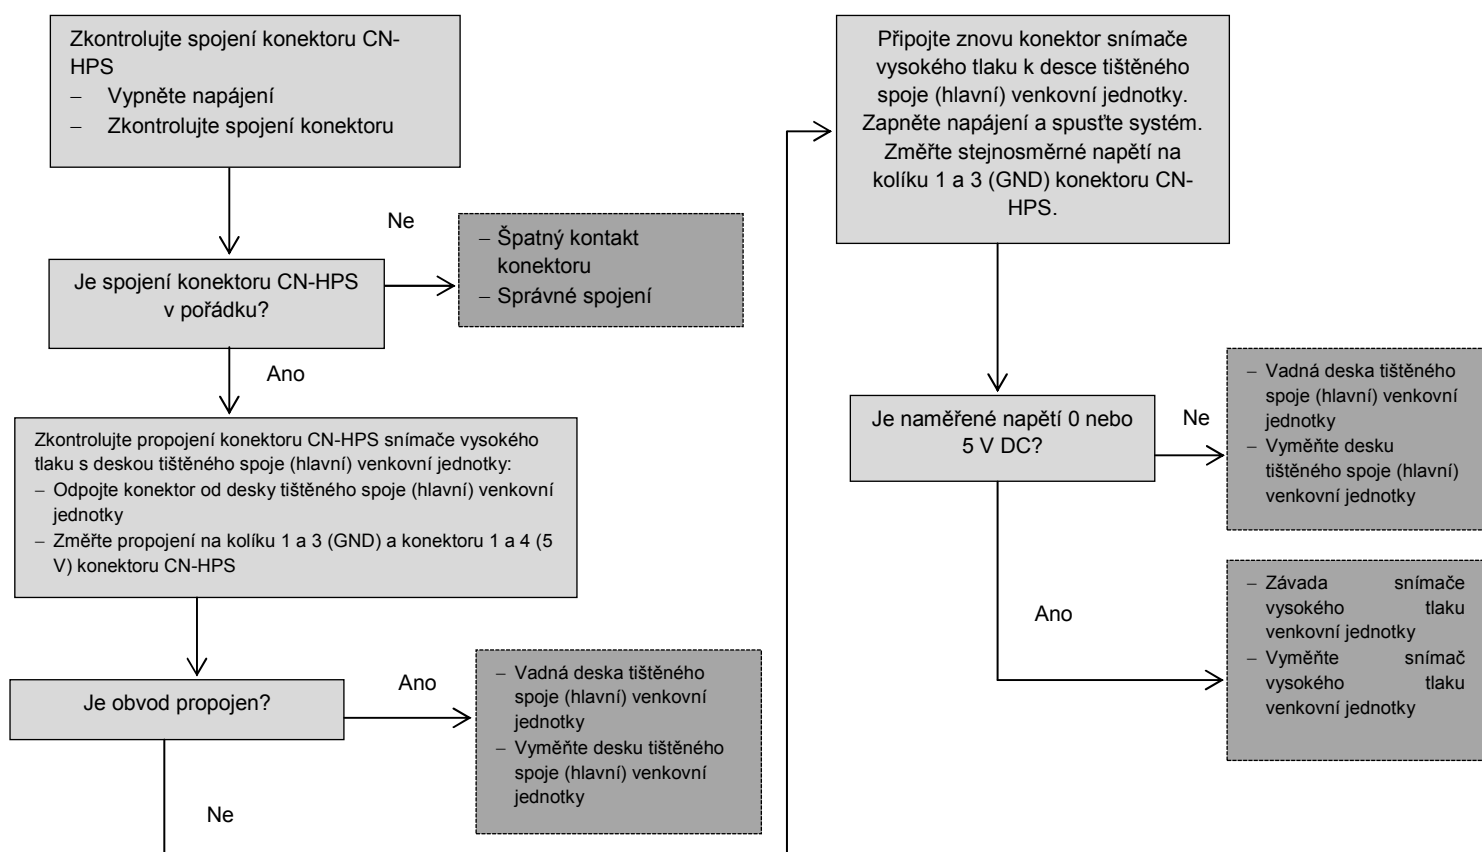 Zkontrolujte spojení konektoru CN-
HPS
– Vypněte napájení
– Zkontrolujte spojení konektoru
Ne
– Špatný kontakt
konektoru
– Správné spojení
Je spojení konektoru CN-HPS
v pořádku?
Ano
Zkontrolujte propojení konektoru CN-HPS snímače vysokého
tlaku s deskou tištěného spoje (hlavní) venkovní jednotky:
– Odpojte konektor od desky tištěného spoje (hlavní) venkovní
jednotky
– Změřte propojení na kolíku 1 a 3 (GND) a konektoru 1 a 4 (5
V) konektoru CN-HPS
Je obvod propojen?
Ano
– Vadná deska tištěného
spoje (hlavní) venkovní
jednotky
– Vyměňte desku tištěného
spoje (hlavní) venkovní
jednotky
Ne
Připojte znovu konektor snímače
vysokého tlaku k desce tištěného
spoje (hlavní) venkovní jednotky.
Zapněte napájení a spusťte systém.
Změřte stejnosměrné napětí na
kolíku 1 a 3 (GND) konektoru CN-
HPS.
Je naměřené napětí 0 nebo
5 V DC?
Ne
– Vadná deska tištěného
spoje (hlavní) venkovní
jednotky
– Vyměňte desku
tištěného spoje (hlavní)
venkovní jednotky
Ano
– Závada snímače
vysokého tlaku
venkovní jednotky
– Vyměňte snímač
vysokého tlaku
venkovní jednotky